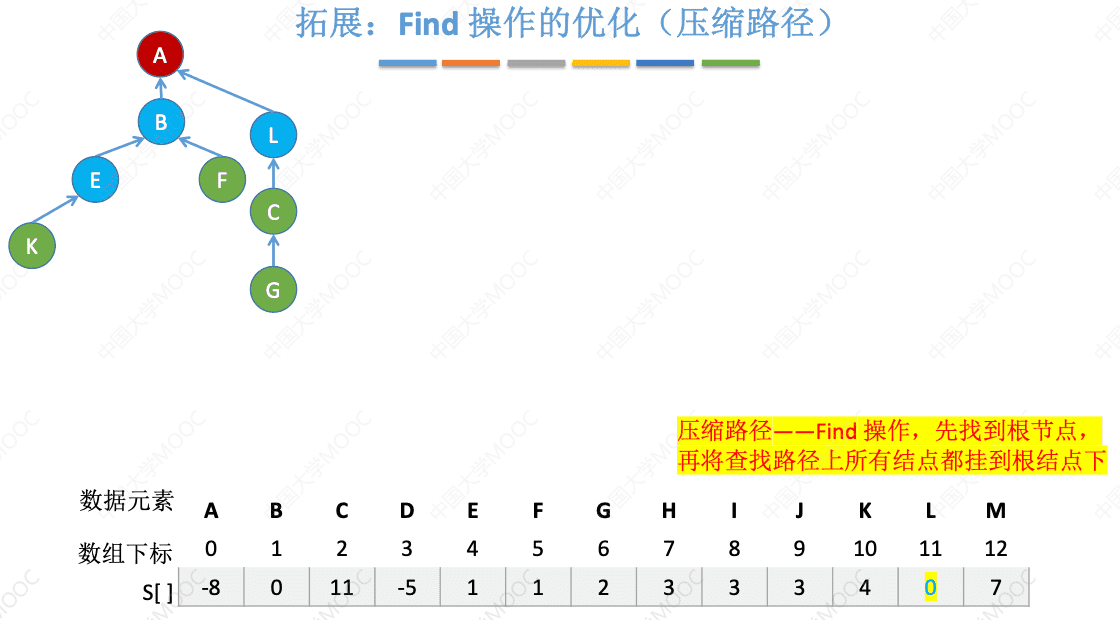 拓展：Find 操作的优化（压缩路径）
A
B
L
E
F
C
K
G
压缩路径——Find 操作，先找到根节点，
再将查找路径上所有结点都挂到根结点下
数据元素 A B C D E F G H I J K L M
数组下标 0 1 2 3 4 5 6 7 8 9 10 11 12
S[ ] -8 0 11 -5 1 1 2 3 3 3 4 0 7
中国大学MOOC